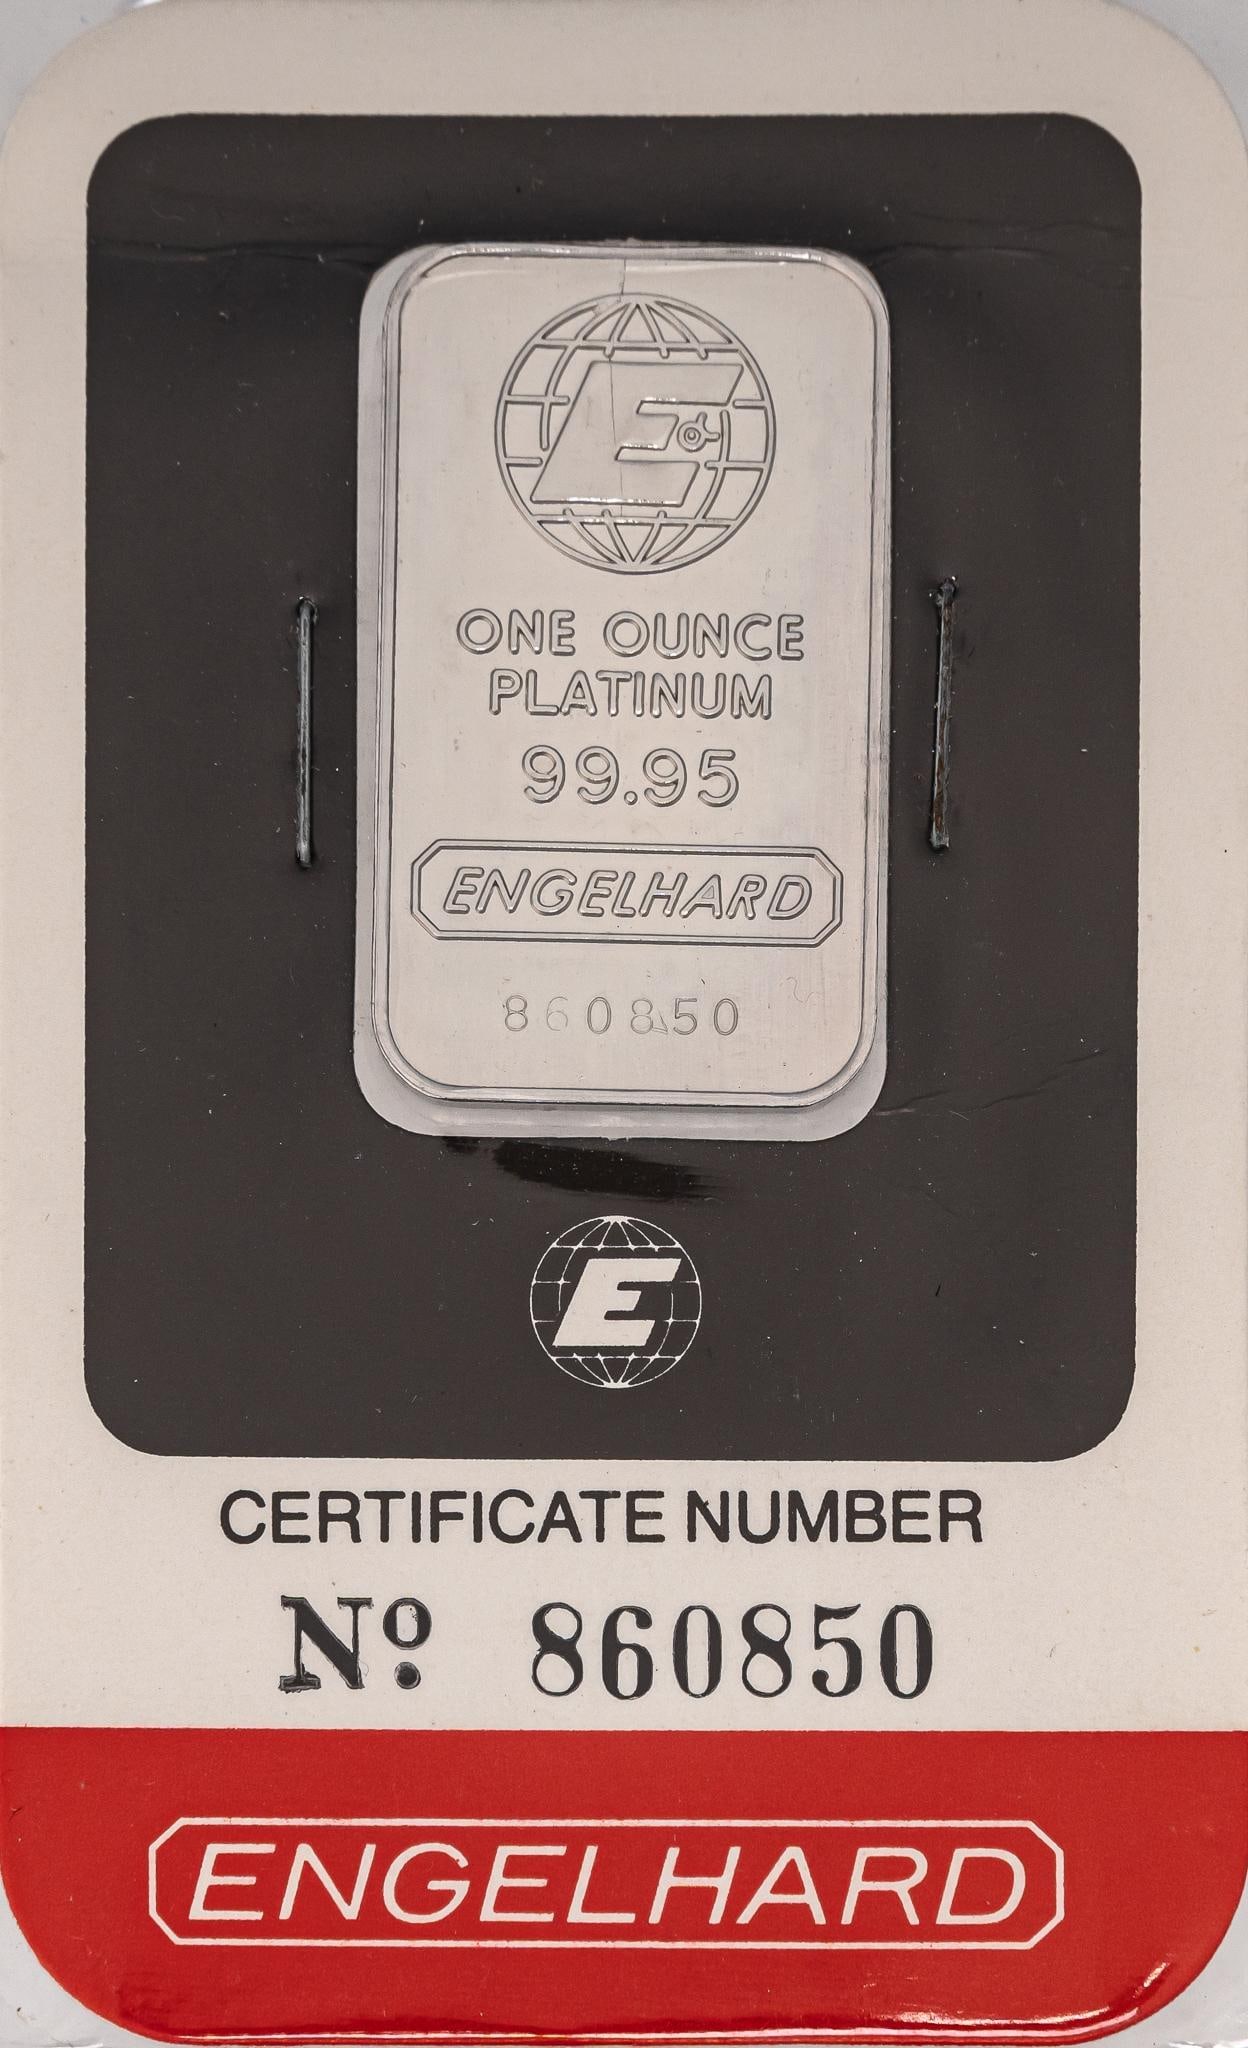 E
ONE OUNCE
PLATINUM
99.95
ENGELHARD
860850
E
CERTIFICATE NUMBER
Nº 860850
ENGELHARD